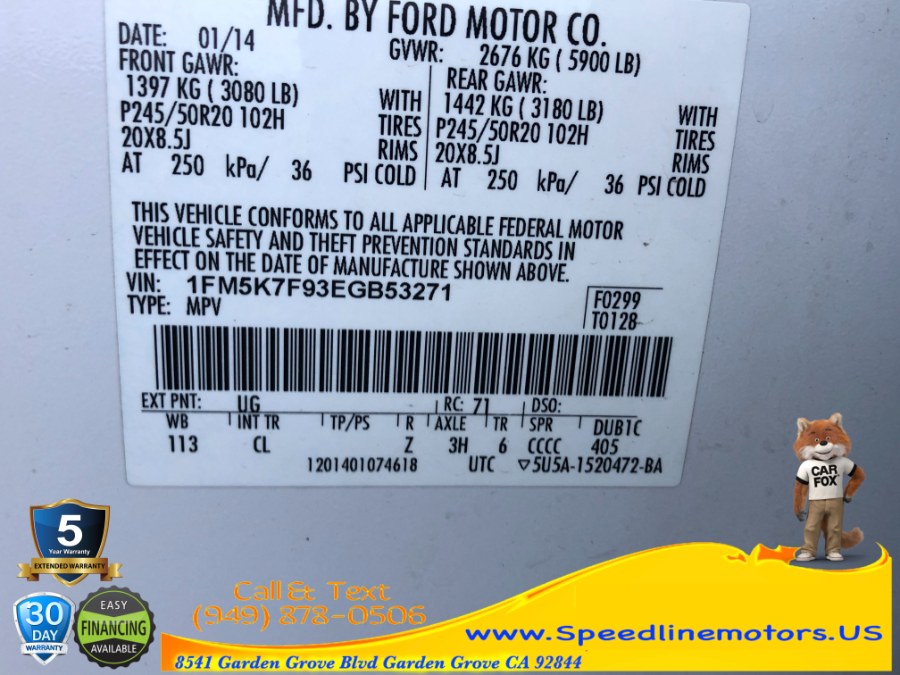 MFD. BY FORD MOTOR CO.
DATE: 01/14
GVWR: 2676 KG ( 5900 LB)
FRONT GAWR:
1397 KG ( 3080 LB) WITH
P245/50R20 102H TIRES
20X8.5J RIMS
AT 250 kPa/ 36 PSI COLD
REAR GAWR:
1442 KG ( 3180 LB) WITH
P245/50R20 102H TIRES
20X8.5J RIMS
AT 250 kPa/ 36 PSI COLD
THIS VEHICLE CONFORMS TO ALL APPLICABLE FEDERAL MOTOR
VEHICLE SAFETY AND THEFT PREVENTION STANDARDS IN
EFFECT ON THE DATE OF MANUFACTURE SHOWN ABOVE.
VIN: 1FM5K7F93EGB53271
TYPE: MPV
F0299
T0128
EXT PNT: UG RC: 71 DSO:
WB INT TR TP/PS R AXLE TR SPR DUB1C
113 CL Z 3H 6 CCCC 405
1201401074618 UTC ▽5U5A-1520472-BA
CAR
FOX
5
Year Warranty
EXTENDED WARRANTY
30
DAY
WARRANTY
EASY
FINANCING
AVAILABLE
Call & Text
(949) 878-0506
www.Speedlinemotors.US
8541 Garden Grove Blvd Garden Grove CA 92844